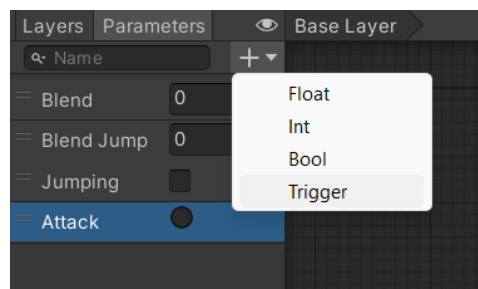 Layers Parameters Base Layer
Name
Blend 0
Blend Jump 0
Jumping
Attack
Float
Int
Bool
Trigger